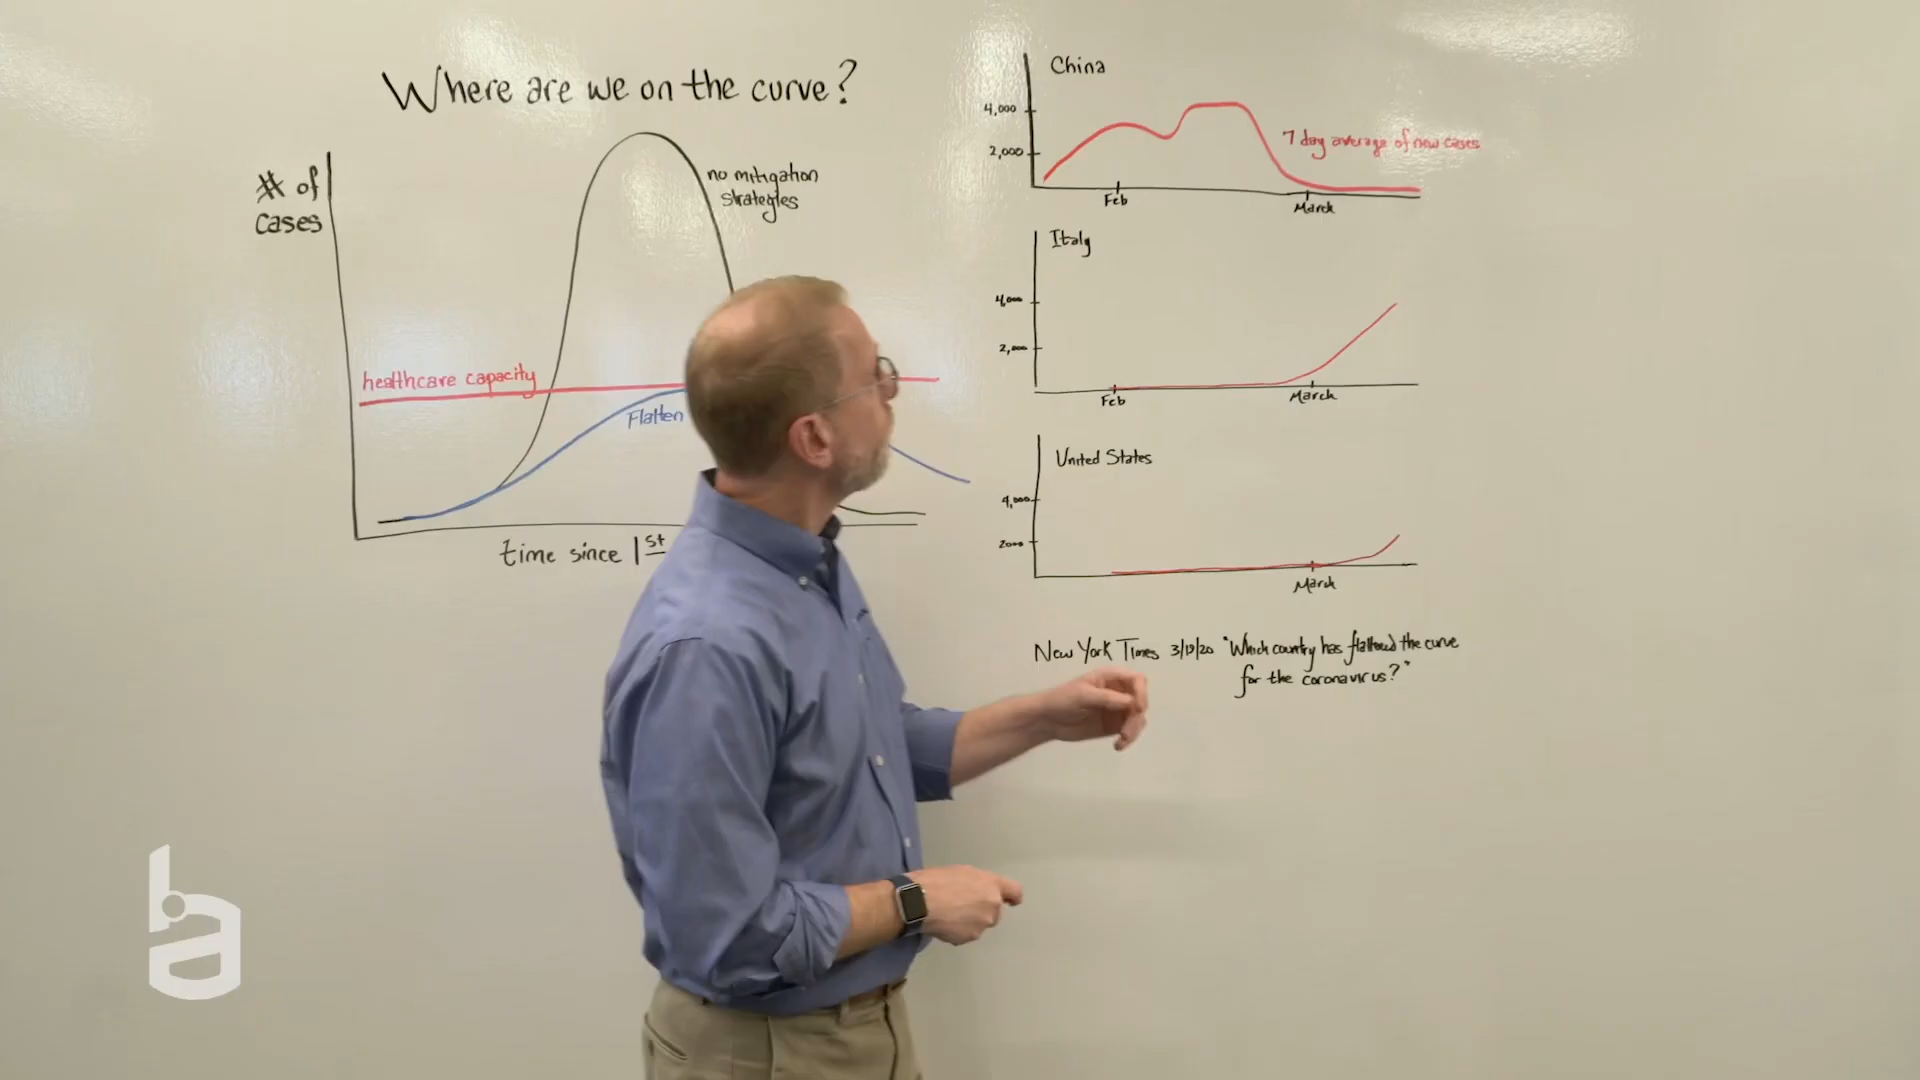 Where are we on the curve?
# of
cases
no mitigation
strategies
healthcare capacity
Flatten
time since 1st
China
4,000
2,000
7 day average of new cases
Feb
March
Italy
4,000
2,000
Feb
March
United States
4,000
2000
March
New York Times 3/19/20 "Which country has flattened the curve
for the coronavirus?"
ba